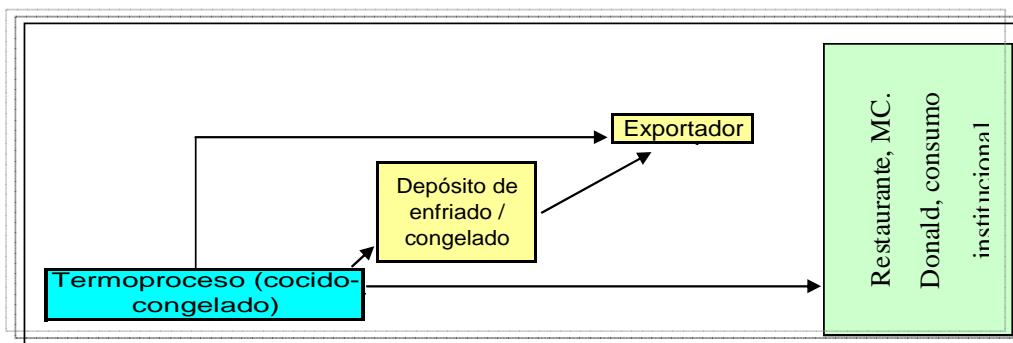 Exportador
Depósito de
enfriado /
congelado
Termoproceso (cocido-
congelado)
Restaurante, MC.
Donald, consumo
institucional